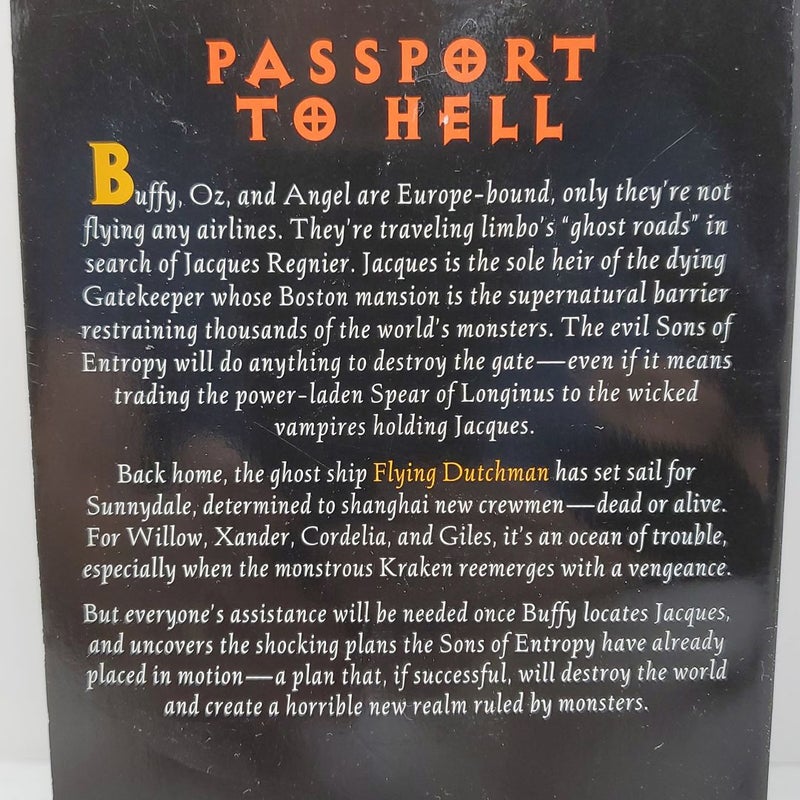 PASSPORT
TO HELL
Buffy, Oz, and Angel are Europe-bound, only they're not
flying any airlines. They're traveling limbo's "ghost roads" in
search of Jacques Regnier. Jacques is the sole heir of the dying
Gatekeeper whose Boston mansion is the supernatural barrier
restraining thousands of the world's monsters. The evil Sons of
Entropy will do anything to destroy the gate—even if it means
trading the power-laden Spear of Longinus to the wicked
vampires holding Jacques.
Back home, the ghost ship Flying Dutchman has set sail for
Sunnydale, determined to shanghai new crewmen—dead or alive.
For Willow, Xander, Cordelia, and Giles, it's an ocean of trouble,
especially when the monstrous Kraken reemerges with a vengeance.
But everyone's assistance will be needed once Buffy locates Jacques,
and uncovers the shocking plans the Sons of Entropy have already
placed in motion—a plan that, if successful, will destroy the world
and create a horrible new realm ruled by monsters.